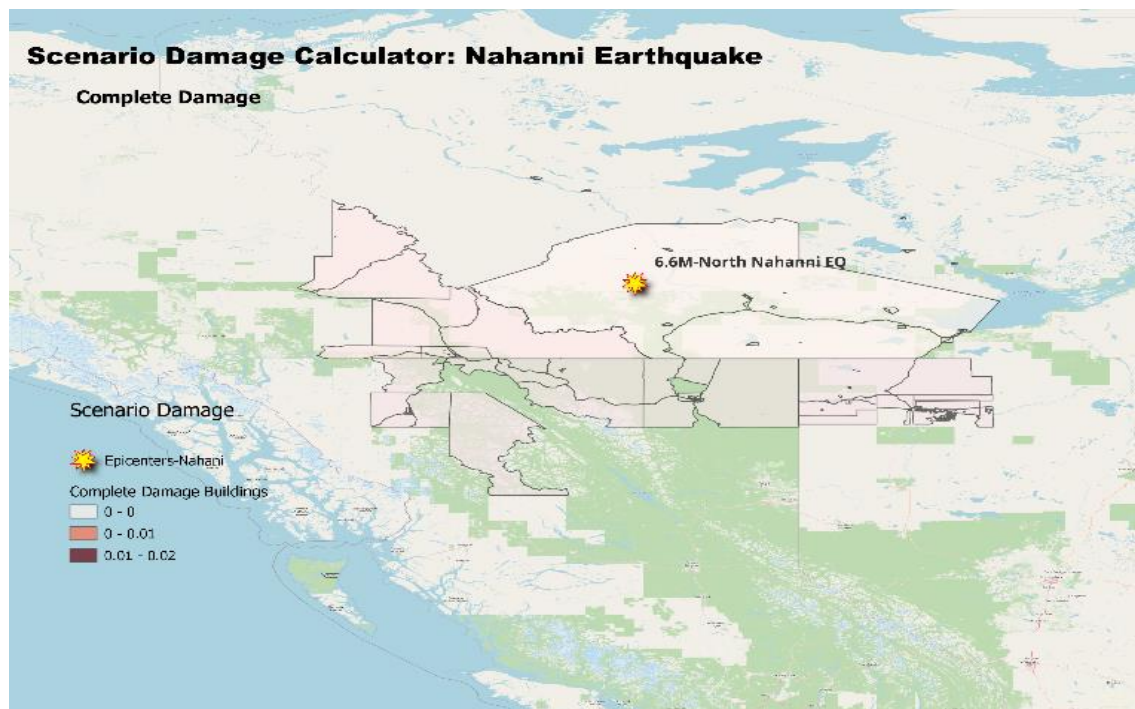 Scenario Damage Calculator: Nahanni Earthquake
Complete Damage
6.6M-North Nahanni EQ
Scenario Damage
Epicenters-Nahani
Complete Damage Buildings
0 - 0
0 - 0.01
0.01 - 0.02